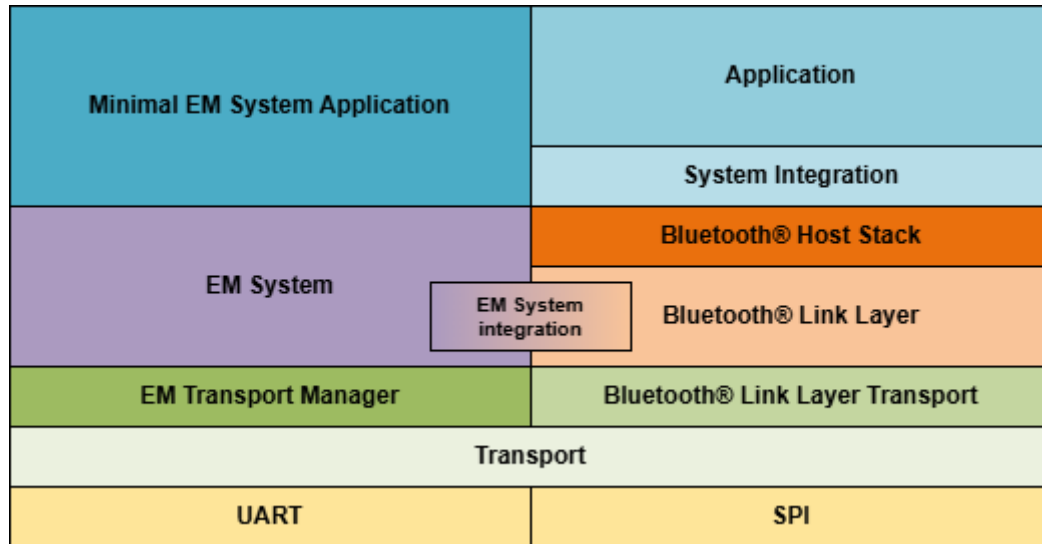 Minimal EM System Application
Application
System Integration
EM System
Bluetooth® Host Stack
EM System
integration
Bluetooth® Link Layer
EM Transport Manager
Bluetooth® Link Layer Transport
Transport
UART
SPI